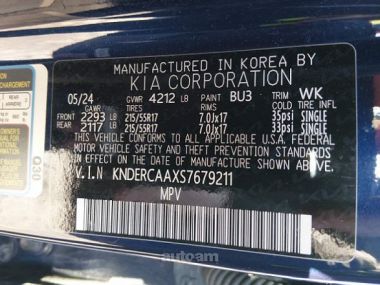 MANUFACTURED IN KOREA BY
KIA CORPORATION
05/24 GVWR 4212 LB PAINT BU3 TRIM WK
GAWR TIRES RIMS COLD TIRE INFLATION
FRONT 2293 LB 215/55R17 7.0Jx17 35psi SINGLE
REAR 2117 LB 215/55R17 7.0Jx17 33psi SINGLE
THIS VEHICLE CONFORMS TO ALL APPLICABLE U.S.A. FEDERAL
MOTOR VEHICLE SAFETY AND THEFT PREVENTION STANDARDS
IN EFFECT ON THE DATE OF MANUFACTURE SHOWN ABOVE.
V.I.N KNDERCAAXS7679211
MPV
Q30
autoam